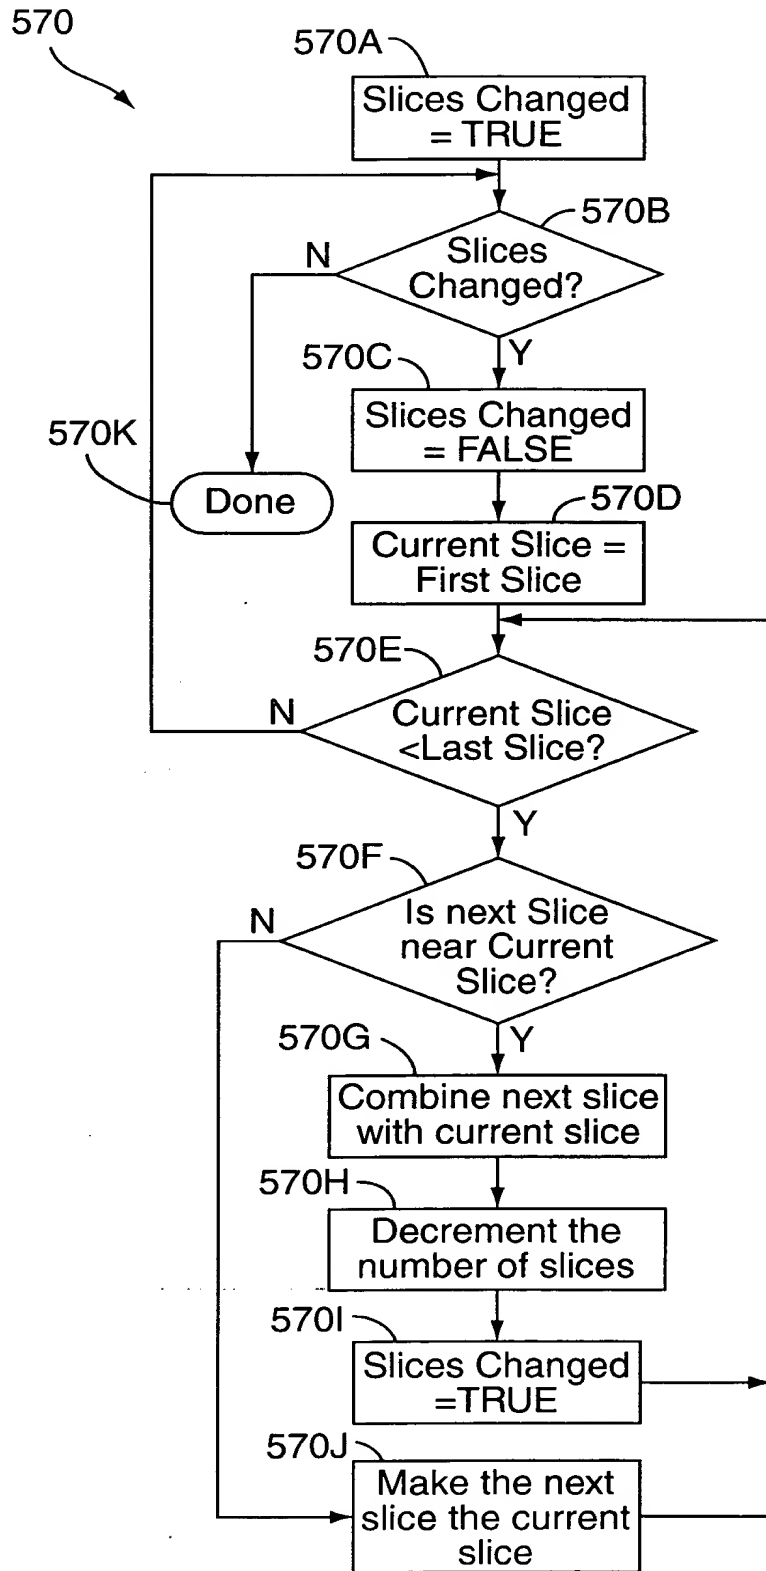 570
570A
Slices Changed
= TRUE
570B
N
Slices
Changed?
Y
570C
Slices Changed
= FALSE
570K
Done
570D
Current Slice =
First Slice
570E
N
Current Slice
<Last Slice?
Y
570F
N
Is next Slice
near Current
Slice?
Y
570G
Combine next slice
with current slice
570H
Decrement the
number of slices
570I
Slices Changed
=TRUE
570J
Make the next
slice the current
slice